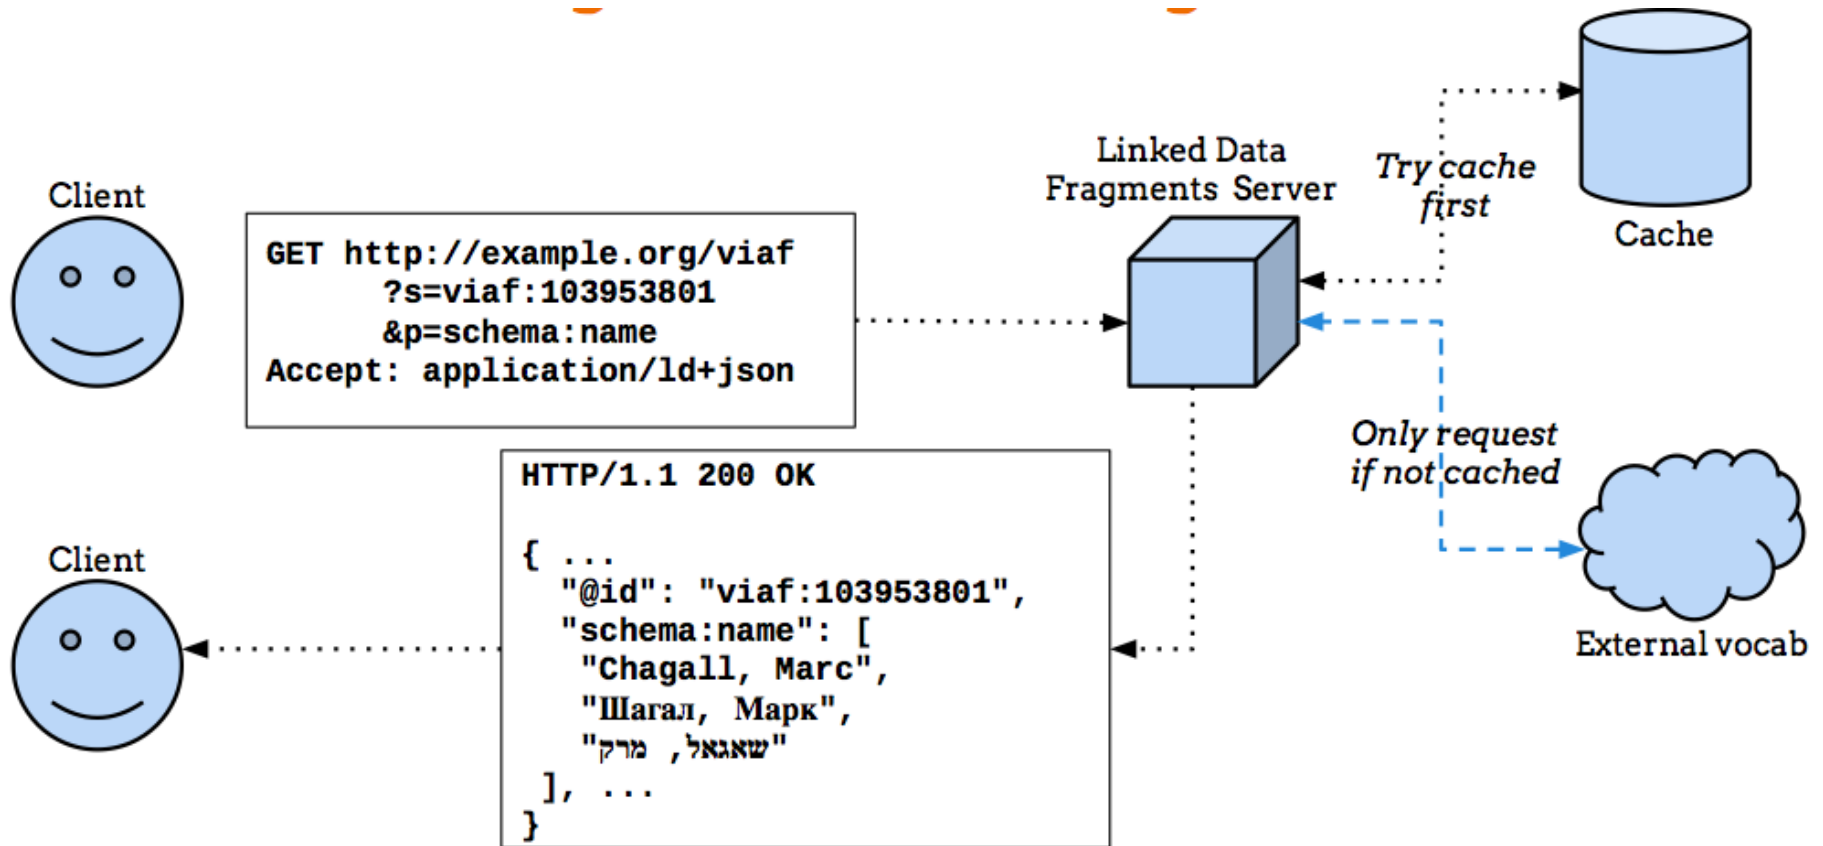 Client
GET http://example.org/viaf
?s=viaf:103953801
&p=schema:name
Accept: application/ld+json
Linked Data
Fragments Server
Try cache
first
Cache
Only request
if not cached
External vocab
Client
HTTP/1.1 200 OK
{ ...
"@id": "viaf:103953801",
"schema:name": [
"Chagall, Marc",
"Шагал, Марк",
"שאגאל, מרק"
], ...
}